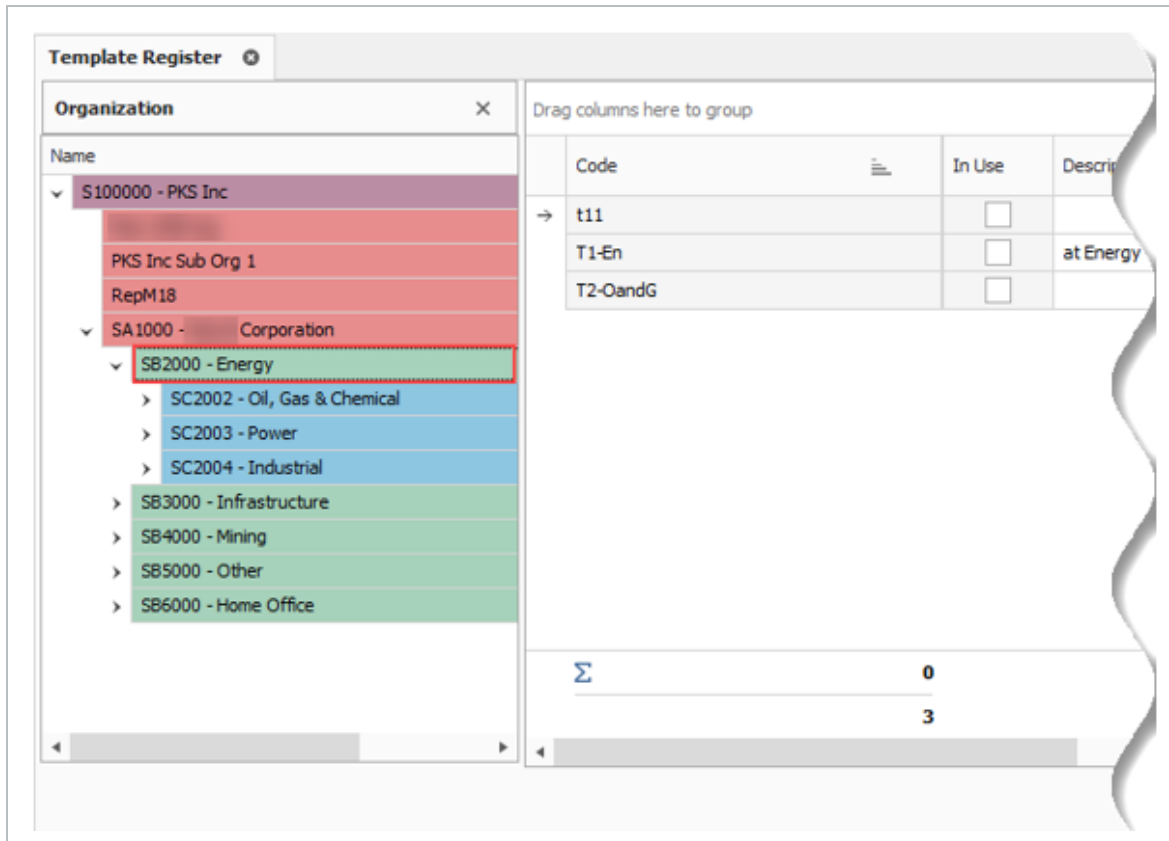 Template Register
Organization
Name
S100000 - PKS Inc
PKS Inc Sub Org 1
RepM18
SA1000 - Corporation
SB2000 - Energy
SC2002 - Oil, Gas & Chemical
SC2003 - Power
SC2004 - Industrial
SB3000 - Infrastructure
SB4000 - Mining
SB5000 - Other
SB6000 - Home Office
Drag columns here to group
Code In Use
t11
T1-En at Energy
T2-OandG
Σ 0
3